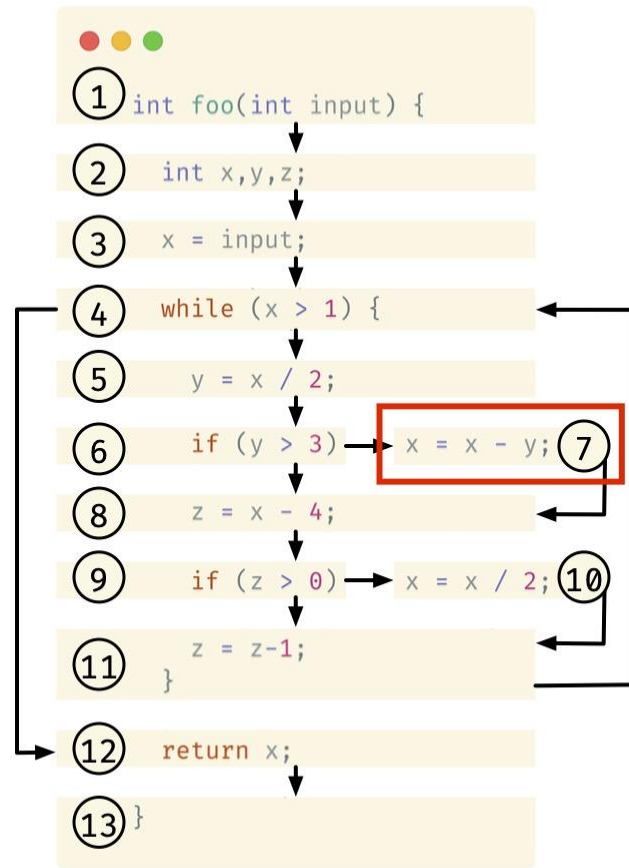 1 int foo(int input) {
2 int x,y,z;
3 x = input;
4 while (x > 1) {
5 y = x / 2;
6 if (y > 3) x = x - y; 7
8 z = x - 4;
9 if (z > 0) x = x / 2; 10
z = z-1;
11 }
12 return x;
13 }